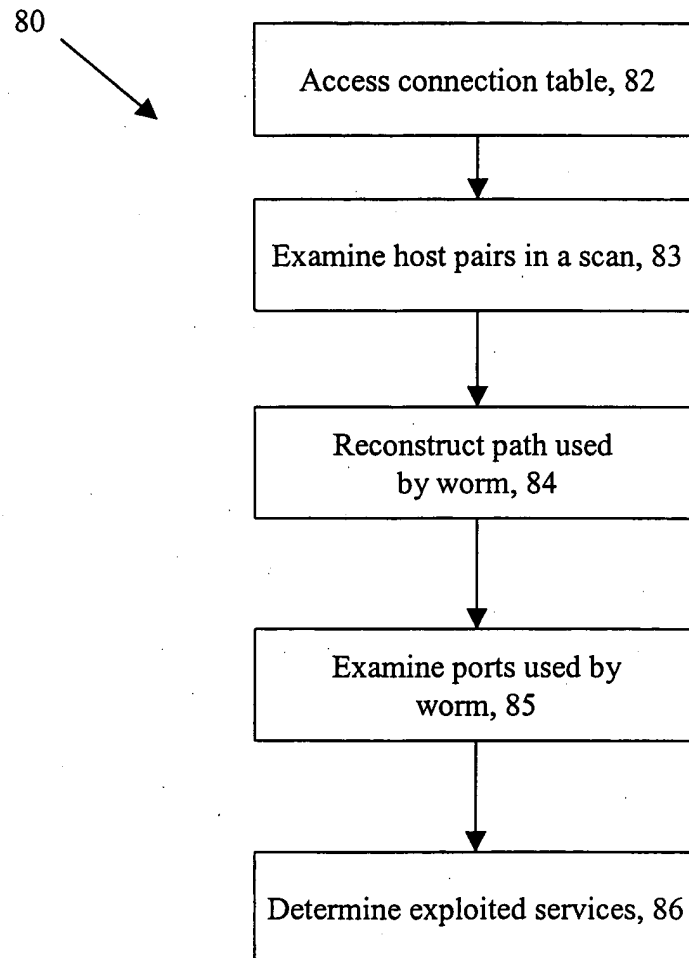 80
Access connection table, 82
Examine host pairs in a scan, 83
Reconstruct path used
by worm, 84
Examine ports used by
worm, 85
Determine exploited services, 86